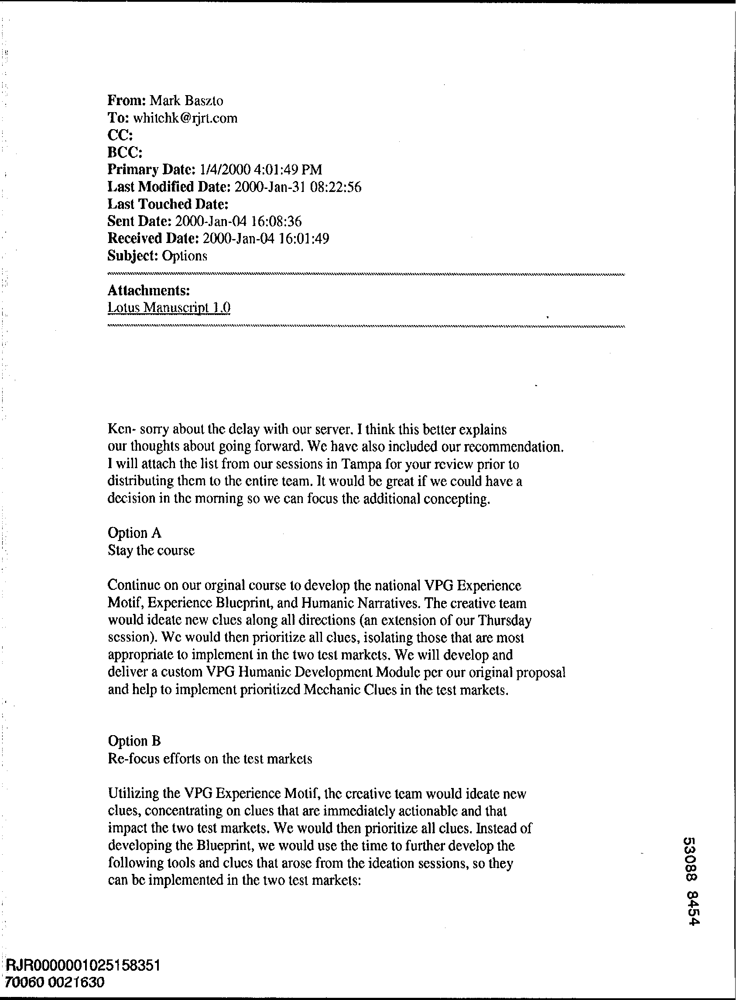 From: Mark Baszto
To: whitchk@rjrt.com
CC:
BCC:
Primary Date: 1/4/2000 4:01:49 PM
Last Modified Date: 2000-Jan-31 08:22:56
Last Touched Date:
Sent Date: 2000-Jan-04 16:08:36
Received Date: 2000-Jan-04 16:01:49
Subject: Options
Attachments:
Lotus Manuscript 1.0
Ken- sorry about the delay with our server. I think this better explains
our thoughts about going forward. We have also included our recommendation.
I will attach the list from our sessions in Tampa for your review prior to
distributing them to the entire team. It would be great if we could have a
decision in the morning so we can focus the additional concepting.
Option A
Stay the course
Continue on our orginal course to develop the national VPG Experience
Motif, Experience Blueprint, and Humanic Narratives. The creative team
would ideate new clues along all directions (an extension of our Thursday
session). We would then prioritize all clues, isolating those that are most
appropriate to implement in the two test markets. We will develop and
deliver a custom VPG Humanic Development Module per our original proposal
and help to implement prioritized Mechanic Clues in the test markets.
Option B
Re-focus efforts on the test markets
Utilizing the VPG Experience Motif, the creative team would ideate new
clues, concentrating on clues that are immediately actionable and that
impact the two test markets. We would then prioritize all clues. Instead of
developing the Blueprint, we would use the time to further develop the
following tools and clues that arose from the ideation sessions, so they
can be implemented in the two test markets:
53088 8454
RJR0000001025158351
70060 0021630